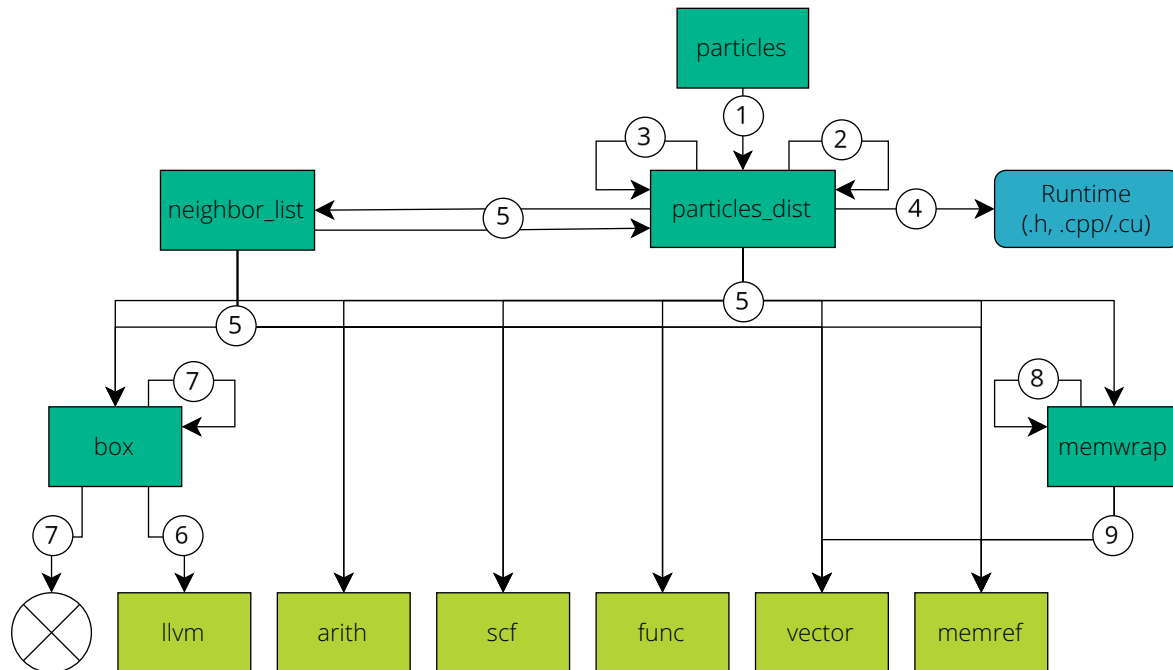 particles
1
3
2
neighbor_list
5
particles_dist
4
Runtime
(.h, .cpp/.cu)
5
5
7
8
box
memwrap
7
6
9
llvm
arith
scf
func
vector
memref